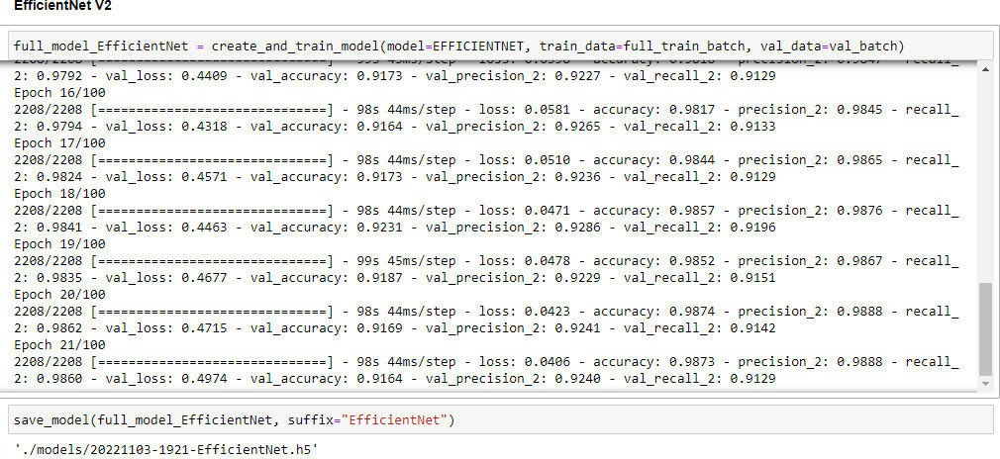 EfficientNet V2
full_model_EfficientNet = create_and_train_model(model=EFFICIENTNET, train_data=full_train_batch, val_data=val_batch)
2: 0.9792 - val_loss: 0.4409 - val_accuracy: 0.9173 - val_precision_2: 0.9227 - val_recall_2: 0.9129
Epoch 16/100
2208/2208 [==============================] - 98s 44ms/step - loss: 0.0581 - accuracy: 0.9817 - precision_2: 0.9845 - recall_
2: 0.9794 - val_loss: 0.4318 - val_accuracy: 0.9164 - val_precision_2: 0.9265 - val_recall_2: 0.9133
Epoch 17/100
2208/2208 [==============================] - 98s 44ms/step - loss: 0.0510 - accuracy: 0.9844 - precision_2: 0.9865 - recall_
2: 0.9824 - val_loss: 0.4571 - val_accuracy: 0.9173 - val_precision_2: 0.9236 - val_recall_2: 0.9129
Epoch 18/100
2208/2208 [==============================] - 98s 44ms/step - loss: 0.0471 - accuracy: 0.9857 - precision_2: 0.9876 - recall_
2: 0.9841 - val_loss: 0.4463 - val_accuracy: 0.9231 - val_precision_2: 0.9286 - val_recall_2: 0.9196
Epoch 19/100
2208/2208 [==============================] - 99s 45ms/step - loss: 0.0478 - accuracy: 0.9852 - precision_2: 0.9867 - recall_
2: 0.9835 - val_loss: 0.4677 - val_accuracy: 0.9187 - val_precision_2: 0.9229 - val_recall_2: 0.9151
Epoch 20/100
2208/2208 [==============================] - 98s 44ms/step - loss: 0.0423 - accuracy: 0.9874 - precision_2: 0.9888 - recall_
2: 0.9862 - val_loss: 0.4715 - val_accuracy: 0.9169 - val_precision_2: 0.9241 - val_recall_2: 0.9142
Epoch 21/100
2208/2208 [==============================] - 98s 44ms/step - loss: 0.0406 - accuracy: 0.9873 - precision_2: 0.9888 - recall_
2: 0.9860 - val_loss: 0.4974 - val_accuracy: 0.9164 - val_precision_2: 0.9240 - val_recall_2: 0.9129
save_model(full_model_EfficientNet, suffix="EfficientNet")
'./models/20221103-1921-EfficientNet.h5'